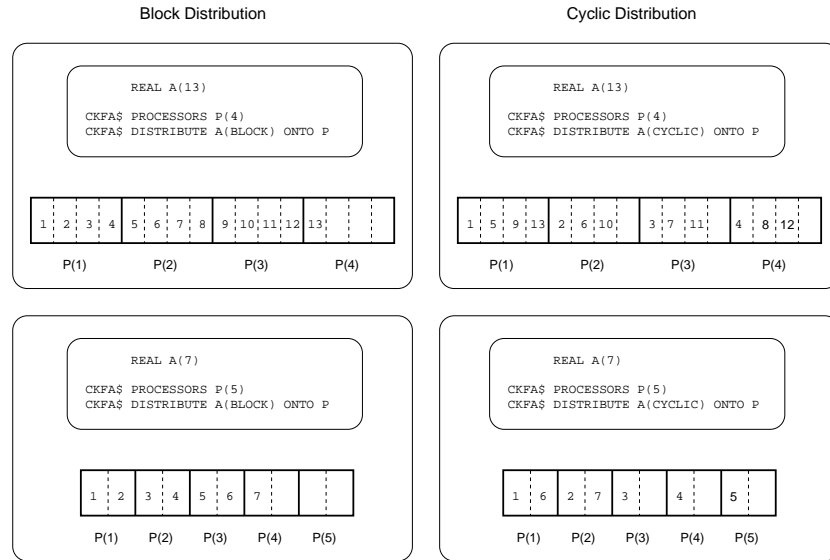 Block Distribution
Cyclic Distribution
REAL A(13)
CKFA$ PROCESSORS P(4)
CKFA$ DISTRIBUTE A(BLOCK) ONTO P
1 2 3 4 5 6 7 8 9 10 11 12 13
P(1) P(2) P(3) P(4)
REAL A(13)
CKFA$ PROCESSORS P(4)
CKFA$ DISTRIBUTE A(CYCLIC) ONTO P
1 5 9 13 2 6 10 3 7 11 4 8 12
P(1) P(2) P(3) P(4)
REAL A(7)
CKFA$ PROCESSORS P(5)
CKFA$ DISTRIBUTE A(BLOCK) ONTO P
1 2 3 4 5 6 7
P(1) P(2) P(3) P(4) P(5)
REAL A(7)
CKFA$ PROCESSORS P(5)
CKFA$ DISTRIBUTE A(CYCLIC) ONTO P
1 6 2 7 3 4 5
P(1) P(2) P(3) P(4) P(5)